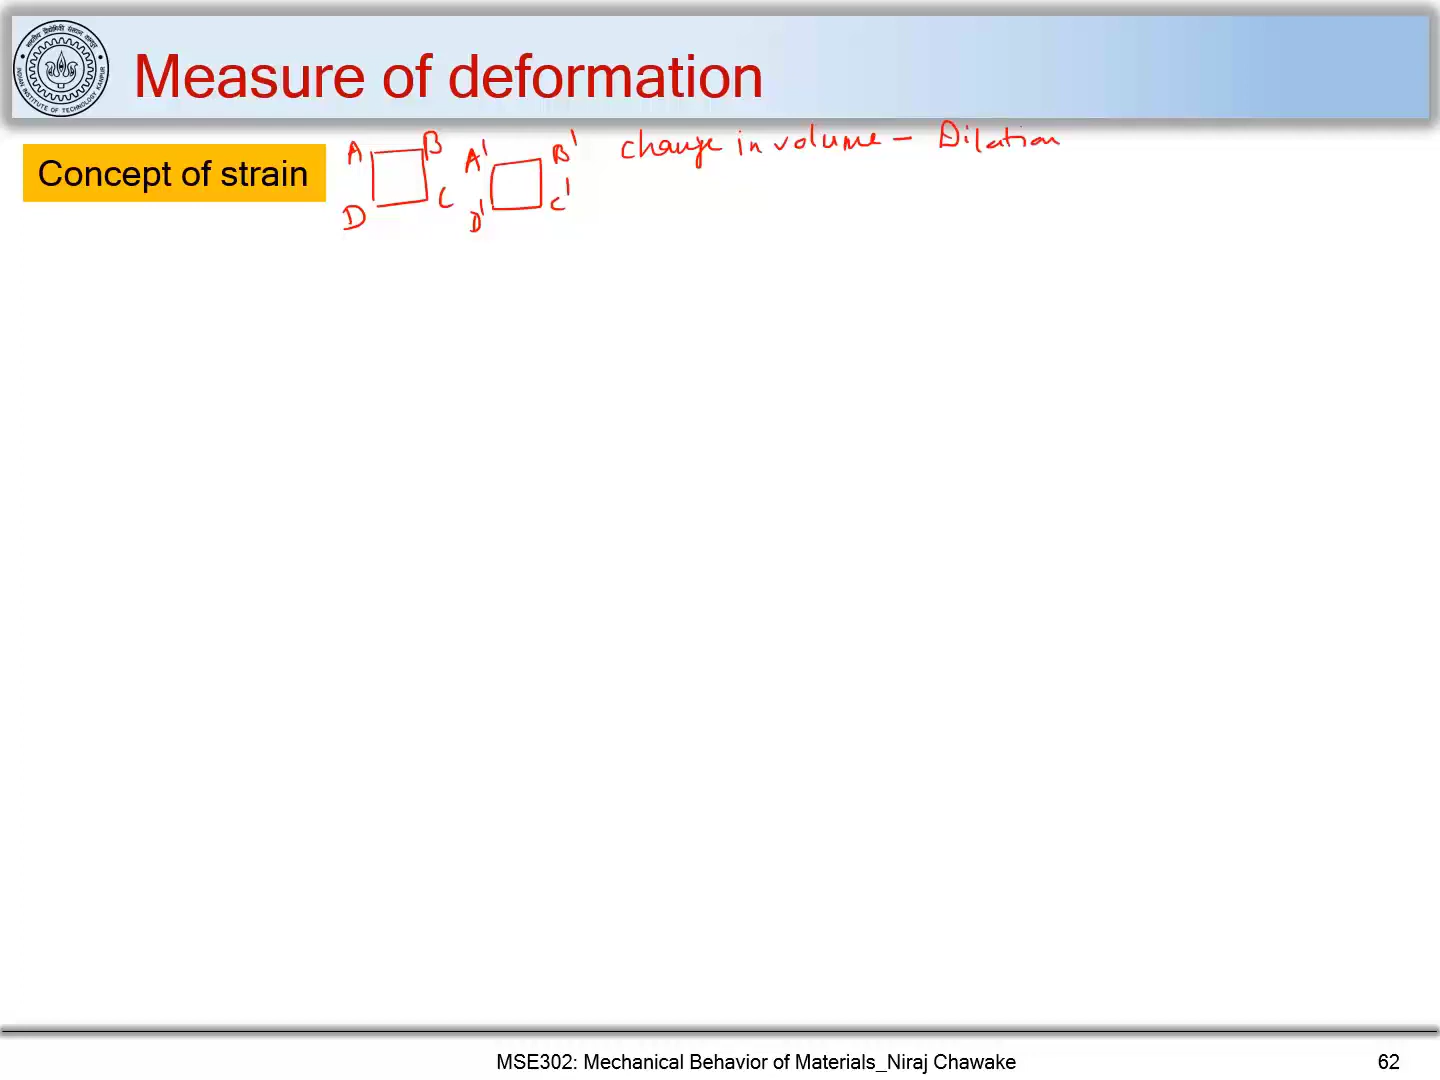 Measure of deformation
Concept of strain
A B A' B' change in volume - Dilation
D C D' C'
MSE302: Mechanical Behavior of Materials_Niraj Chawake
62